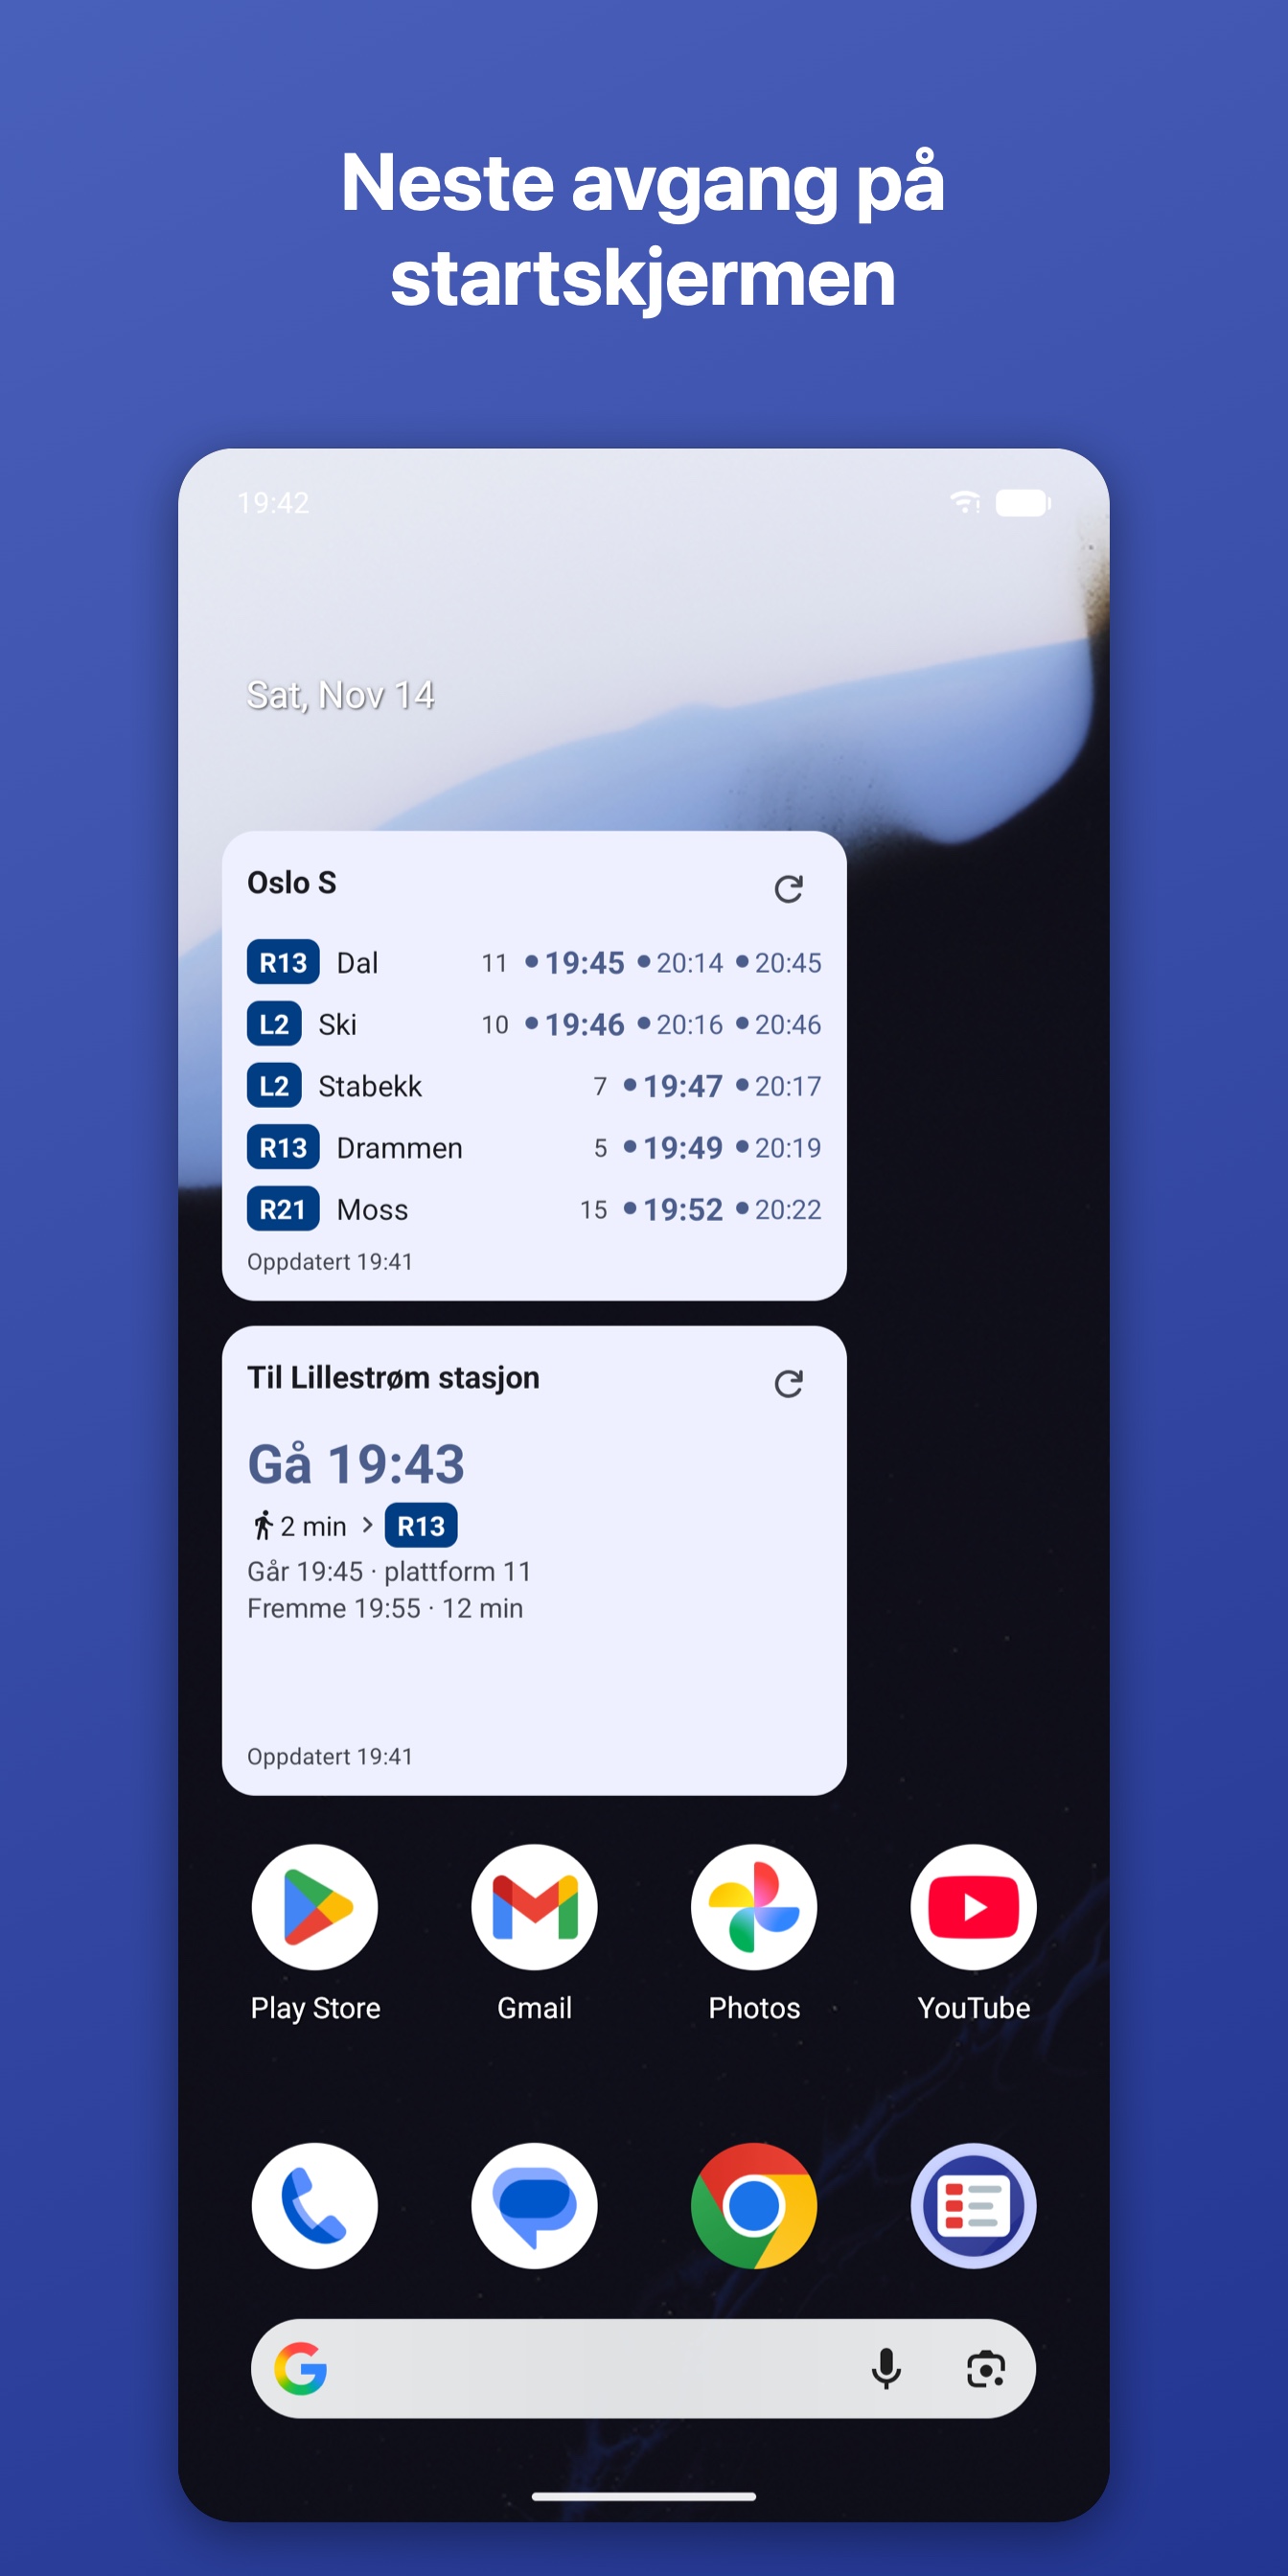 Neste avgang på
startskjermen
19:42
Sat, Nov 14
Oslo S
R13 Dal 11 •19:45 •20:14 •20:45
L2 Ski 10 •19:46 •20:16 •20:46
L2 Stabekk 7 •19:47 •20:17
R13 Drammen 5 •19:49 •20:19
R21 Moss 15 •19:52 •20:22
Oppdatert 19:41
Til Lillestrøm stasjon
Gå 19:43
2 min > R13
Går 19:45 · plattform 11
Fremme 19:55 · 12 min
Oppdatert 19:41
Play Store Gmail Photos YouTube